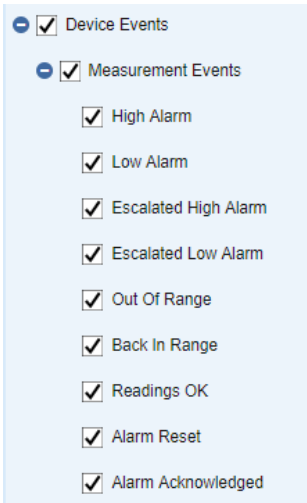 Device Events
Measurement Events
High Alarm
Low Alarm
Escalated High Alarm
Escalated Low Alarm
Out Of Range
Back In Range
Readings OK
Alarm Reset
Alarm Acknowledged